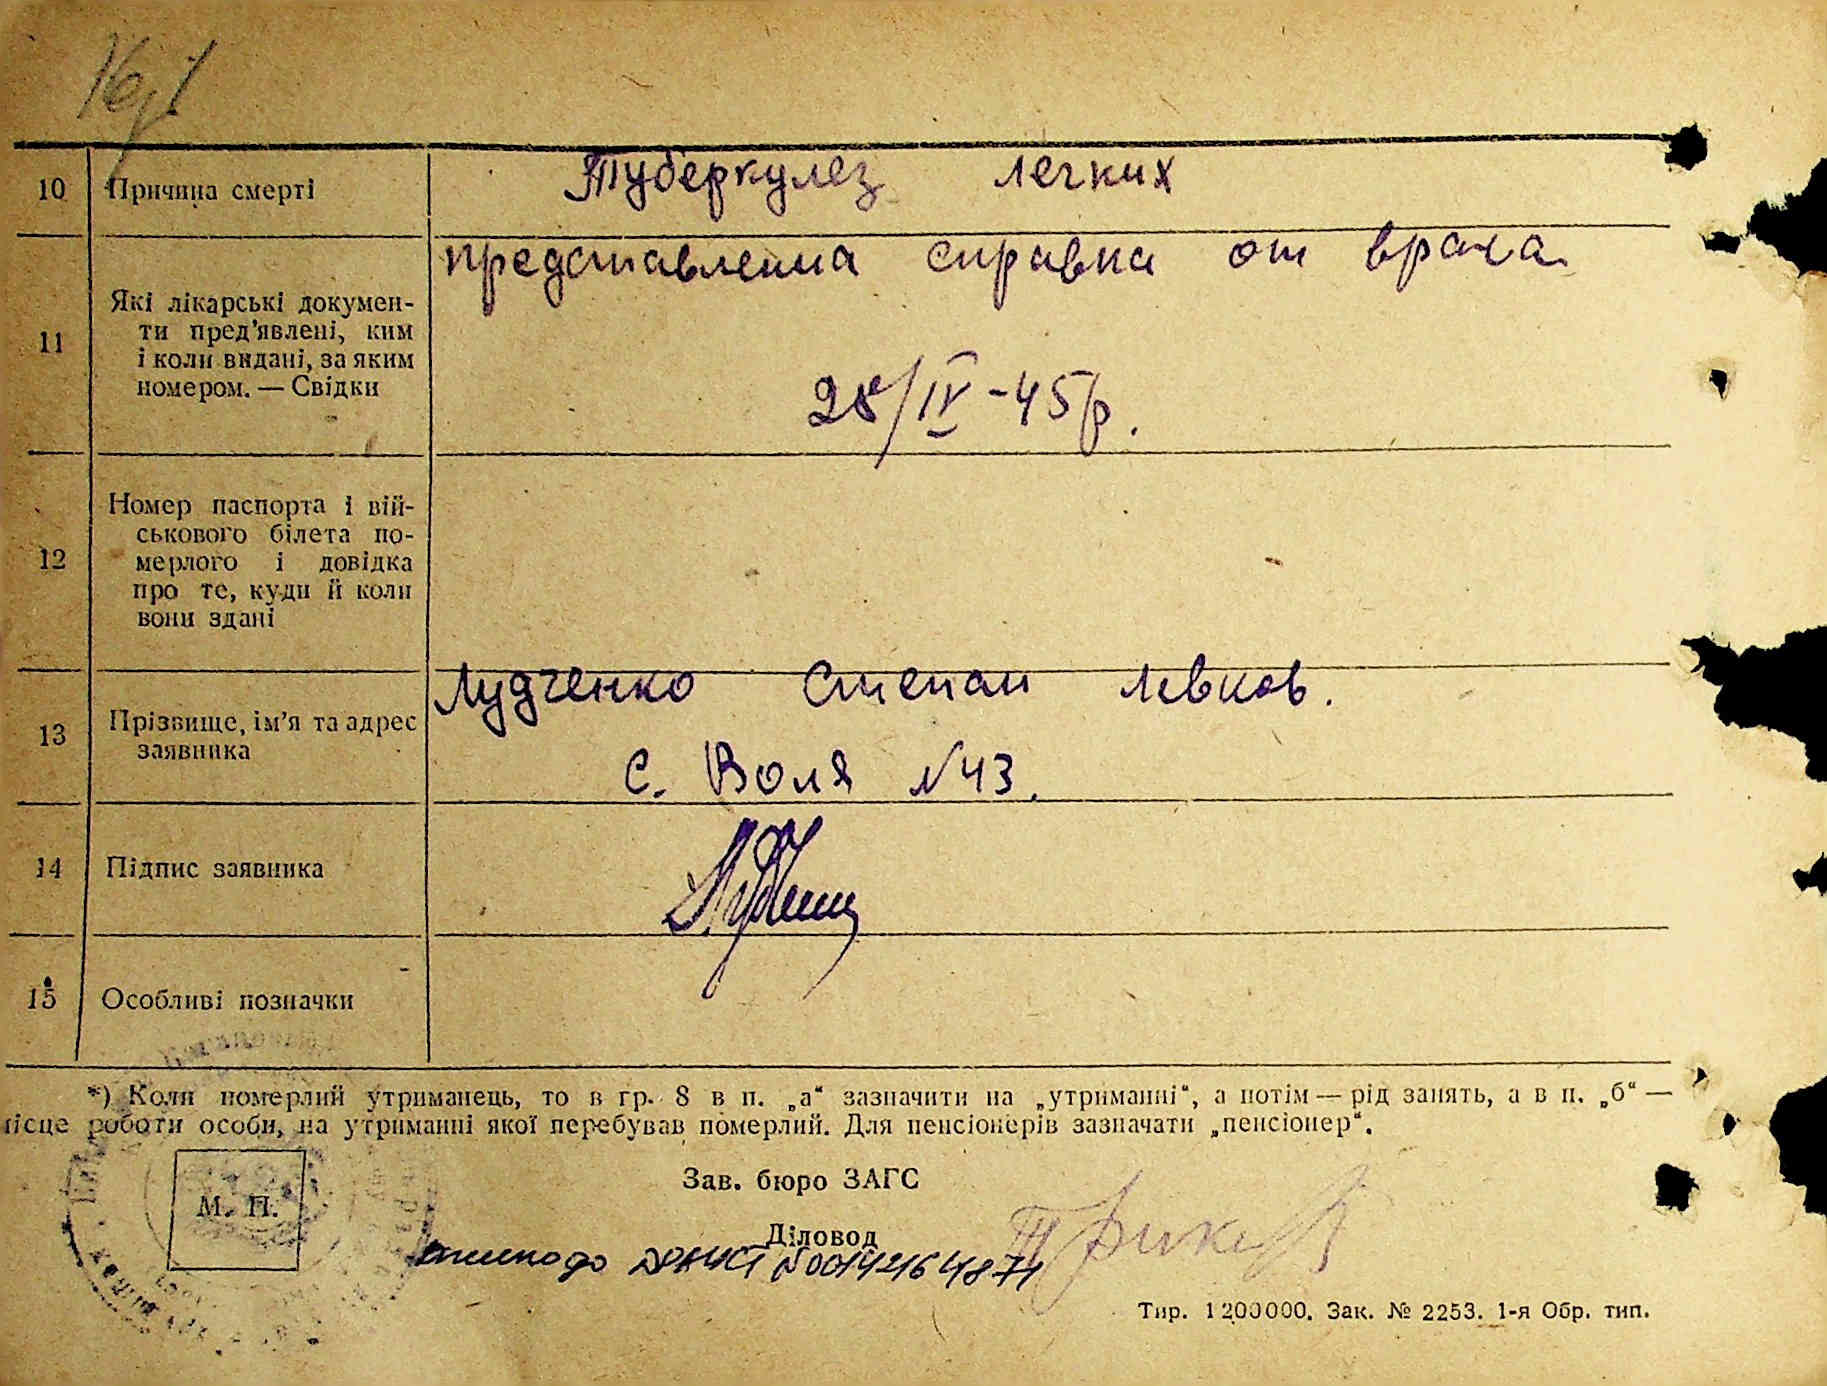 10 Причина смерті Туберкулез легких
11 Які лікарські докумен-
ти пред'явлені, ким
і коли видані, за яким
номером. — Свідки
представленна справка от врача
28/IV-45р.
12 Номер паспорта і вій-
ськового білета по-
мерлого і довідка
про те, куди й коли
вони здані
13 Прізвище, ім'я та адрес
заявника
Лудченко Степан Левков.
с. Воля №43.
14 Підпис заявника
15 Особливі позначки
*) Коли померлий утриманець, то в гр. 8 в п. „а“ зазначити на „утриманні“, а потім — рід занять, а в п. „б“ —
місце роботи особи, на утриманні якої перебував померлий. Для пенсіонерів зазначати „пенсіонер“.
М. П.
Зав. бюро ЗАГС
Діловод
Тир. 1200000. Зак. № 2253. 1-я Обр. тип.